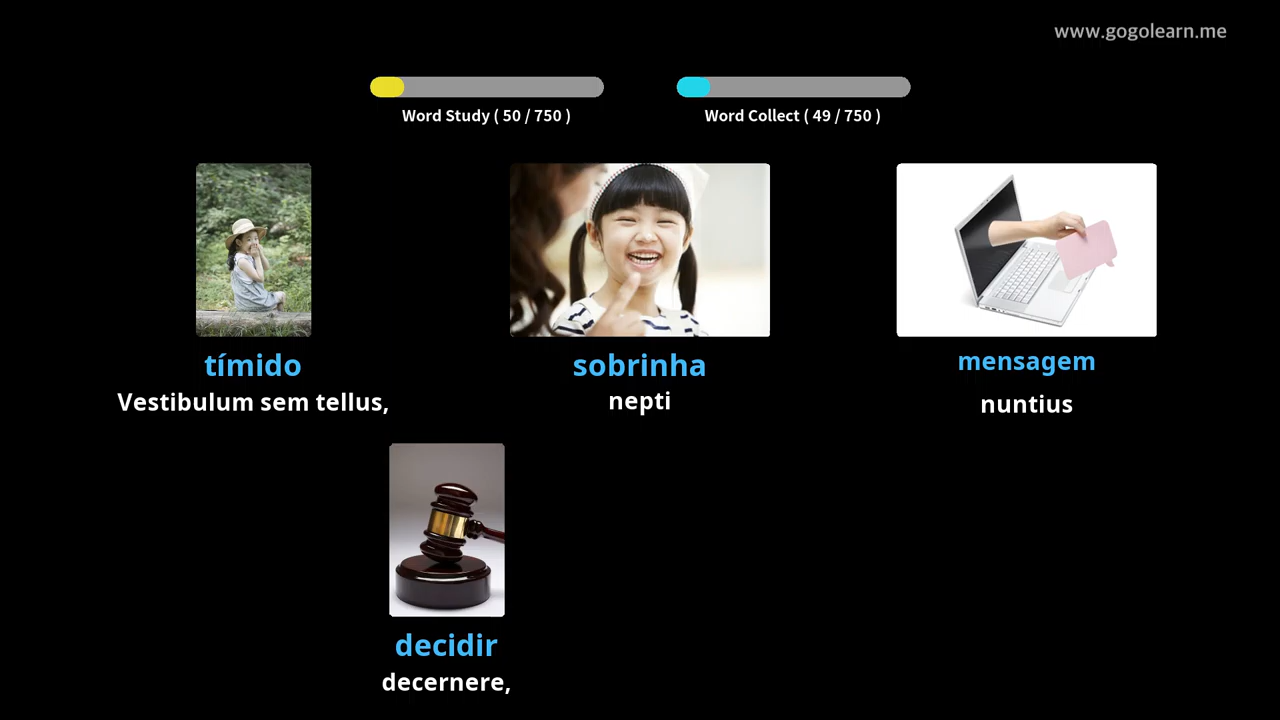 www.gogolearn.me
Word Study ( 50 / 750 )
Word Collect ( 49 / 750 )
tímido
Vestibulum sem tellus,
sobrinha
nepti
mensagem
nuntius
decidir
decernere,